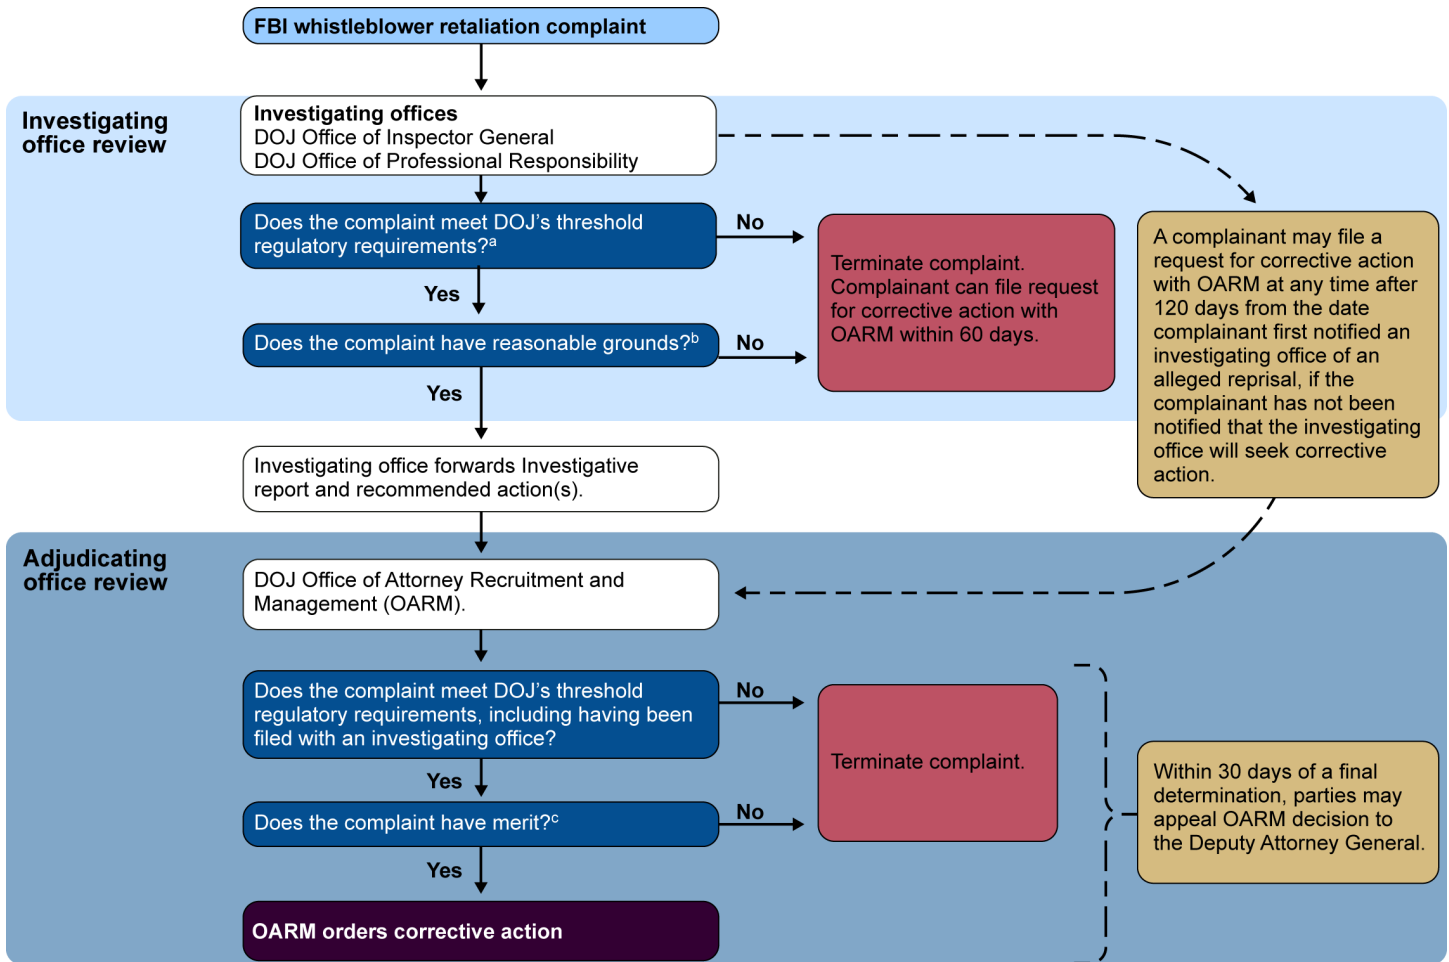 FBI whistleblower retaliation complaint
Investigating
office review
Investigating offices
DOJ Office of Inspector General
DOJ Office of Professional Responsibility
Does the complaint meet DOJ’s threshold
regulatory requirements?ᵃ
No
Yes
Does the complaint have reasonable grounds?ᵇ
No
Yes
Terminate complaint.
Complainant can file request
for corrective action with
OARM within 60 days.
A complainant may file a
request for corrective action
with OARM at any time after
120 days from the date
complainant first notified an
investigating office of an
alleged reprisal, if the
complainant has not been
notified that the investigating
office will seek corrective
action.
Investigating office forwards Investigative
report and recommended action(s).
Adjudicating
office review
DOJ Office of Attorney Recruitment and
Management (OARM).
Does the complaint meet DOJ’s threshold
regulatory requirements, including having been
filed with an investigating office?
No
Yes
Does the complaint have merit?ᶜ
No
Yes
Terminate complaint.
Within 30 days of a final
determination, parties may
appeal OARM decision to
the Deputy Attorney General.
OARM orders corrective action